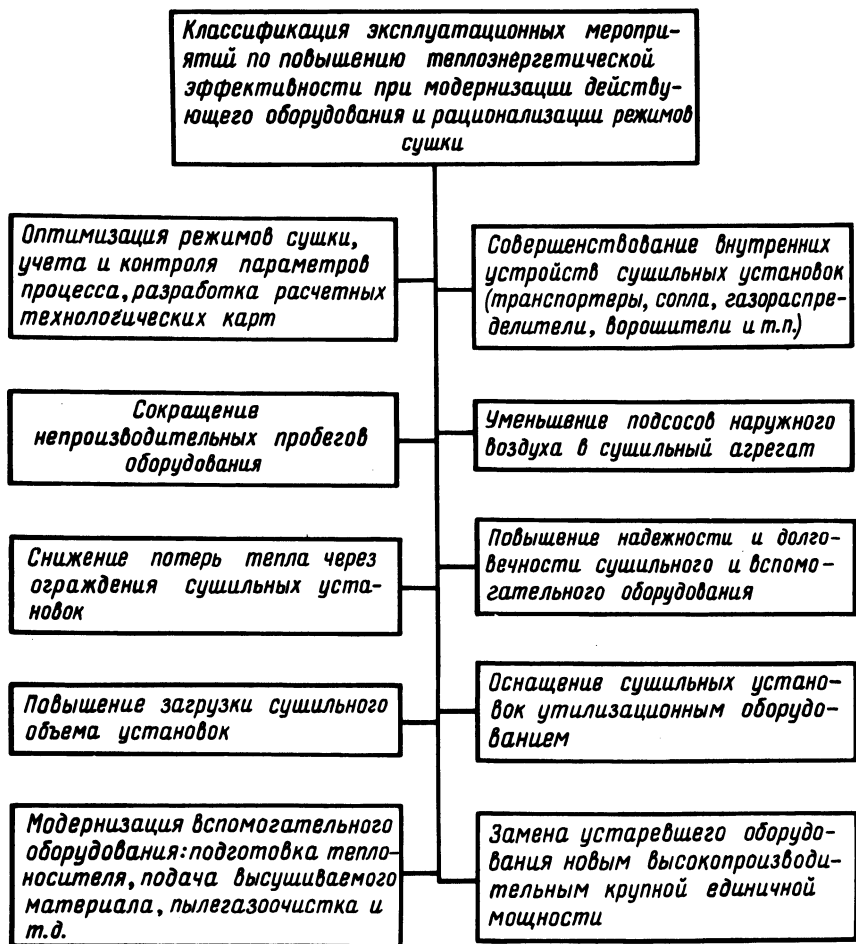 Классификация эксплуатационных меропри-
ятий по повышению теплоэнергетической
эффективности при модернизации действу-
ющего оборудования и рационализации режимов
сушки
Оптимизация режимов сушки,
учета и контроля параметров
процесса, разработка расчетных
технологических карт
Совершенствование внутренних
устройств сушильных установок
(транспортеры, сопла, газораспре-
делители, ворошители и т.п.)
Сокращение
непроизводительных пробегов
оборудования
Уменьшение подсосов наружного
воздуха в сушильный агрегат
Снижение потерь тепла через
ограждения сушильных уста-
новок
Повышение надежности и долго-
вечности сушильного и вспомо-
гательного оборудования
Повышение загрузки сушильного
объема установок
Оснащение сушильных устано-
вок утилизационным оборудо-
ванием
Модернизация вспомогательного
оборудования: подготовка тепло-
носителя, подача высушиваемого
материала, пылегазоочистка и
т.д.
Замена устаревшего оборудо-
вания новым высокопроизводи-
тельным крупной единичной
мощности